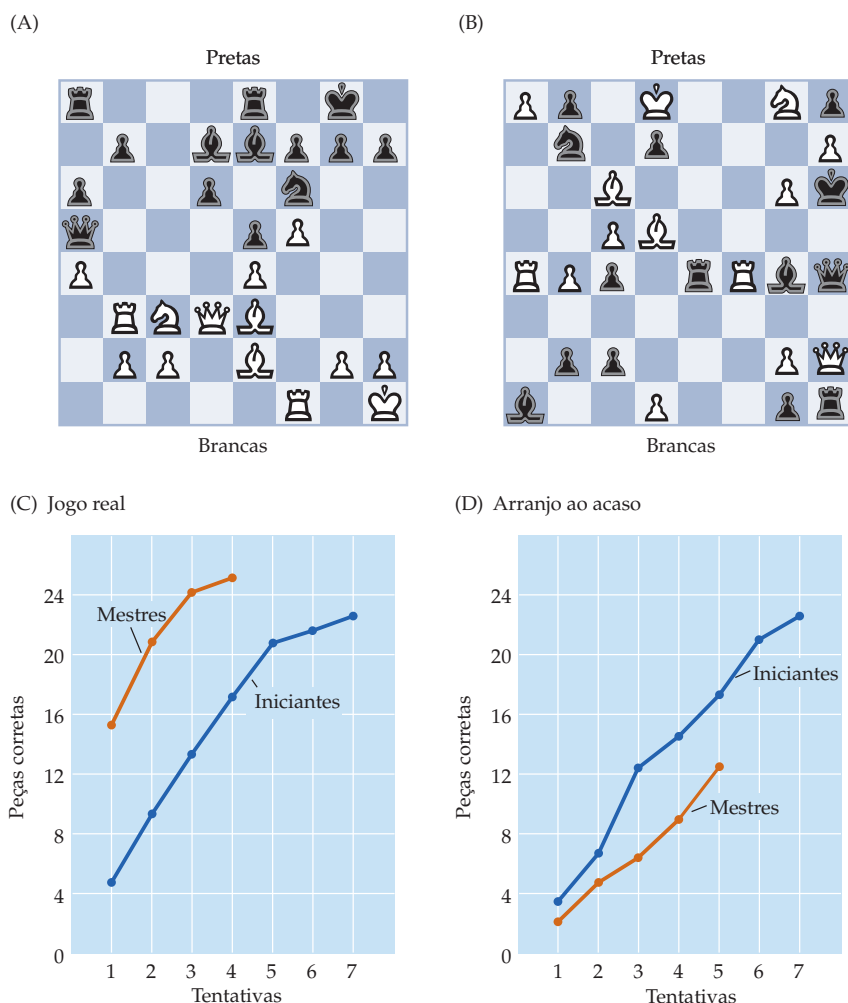 (A)
Pretas
Brancas
(B)
Pretas
Brancas
(C) Jogo real
Peças corretas
24
20
16
12
8
4
0
Mestres
Iniciantes
1 2 3 4 5 6 7
Tentativas
(D) Arranjo ao acaso
Peças corretas
24
20
16
12
8
4
0
Iniciantes
Mestres
1 2 3 4 5 6 7
Tentativas